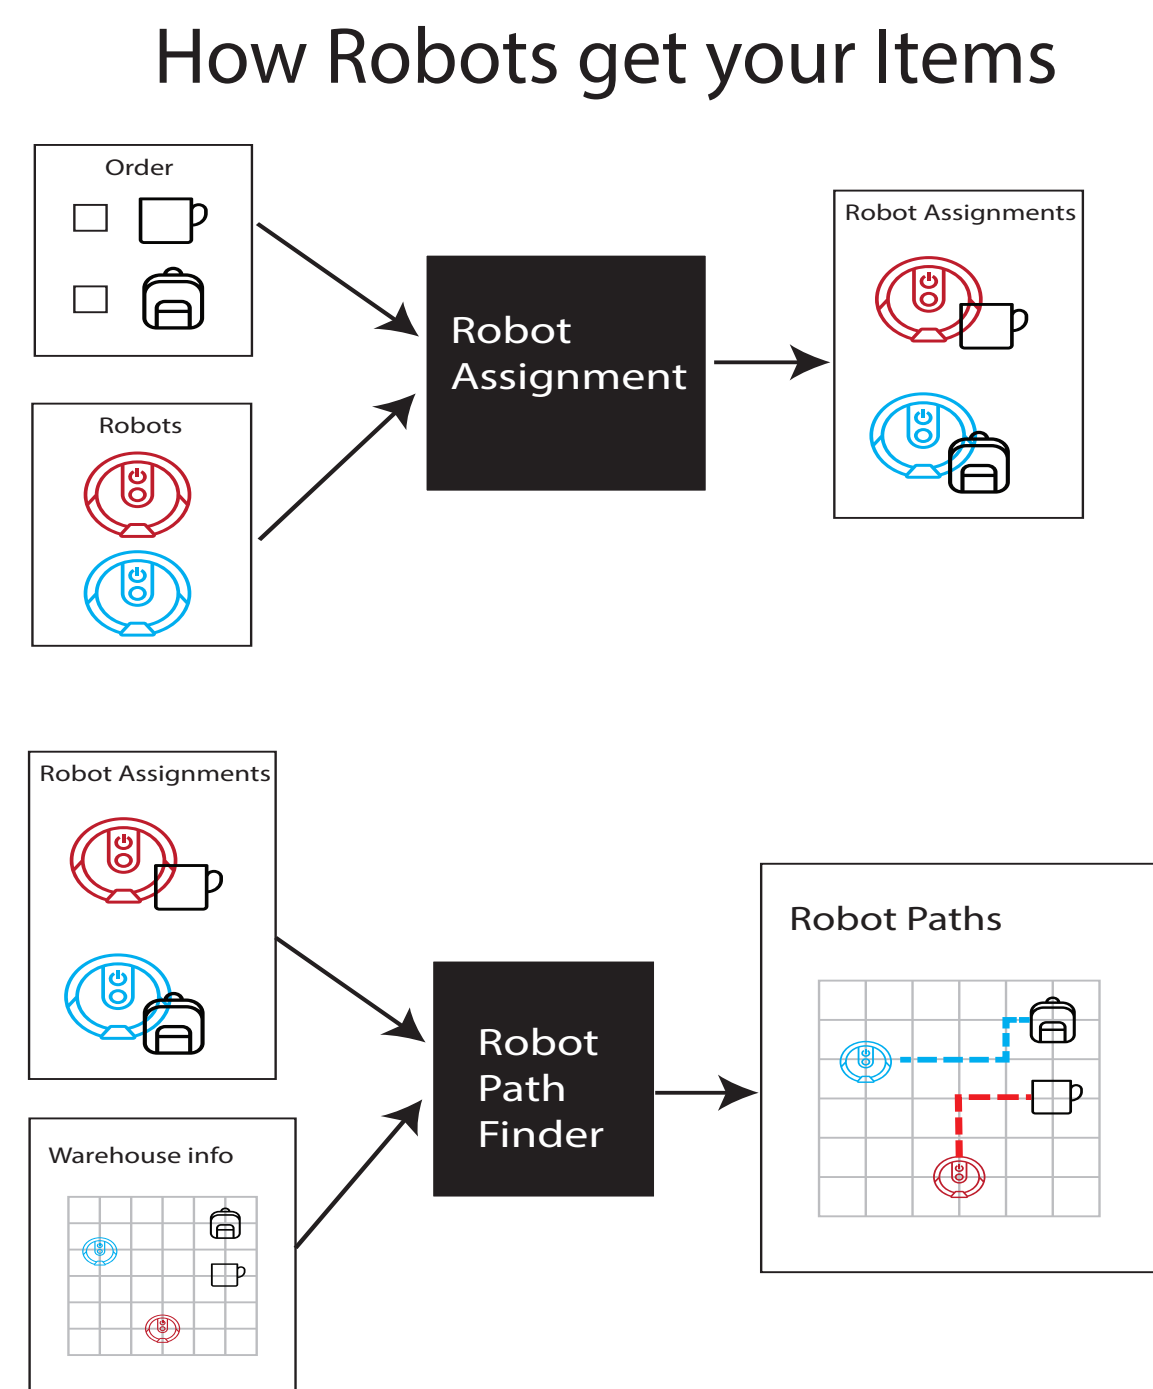 How Robots get your Items
Order
Robots
Robot
Assignment
Robot Assignments
Robot Assignments
Warehouse info
Robot
Path
Finder
Robot Paths